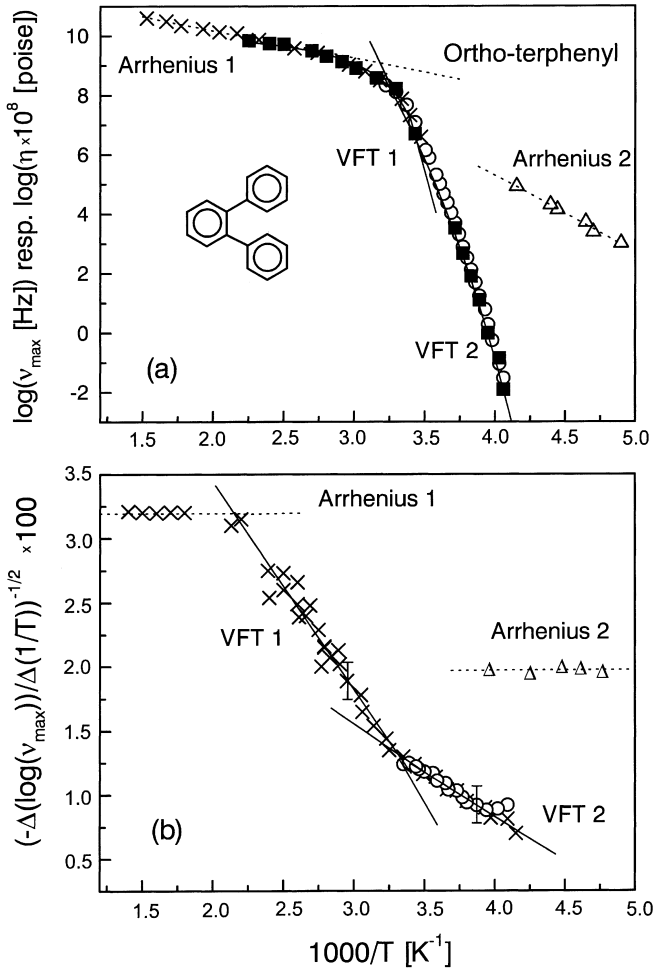 log(ν_max [Hz]) resp. log(η×10^8 [poise])
10
8
6
4
2
0
-2
Ortho-terphenyl
Arrhenius 1
VFT 1
Arrhenius 2
VFT 2
(a)
1.5 2.0 2.5 3.0 3.5 4.0 4.5 5.0
(-Δ(log(ν_max))/Δ(1/T))^-1/2 ×100
3.5
3.0
2.5
2.0
1.5
1.0
0.5
Arrhenius 1
VFT 1
Arrhenius 2
VFT 2
(b)
1.5 2.0 2.5 3.0 3.5 4.0 4.5 5.0
1000/T [K^-1]